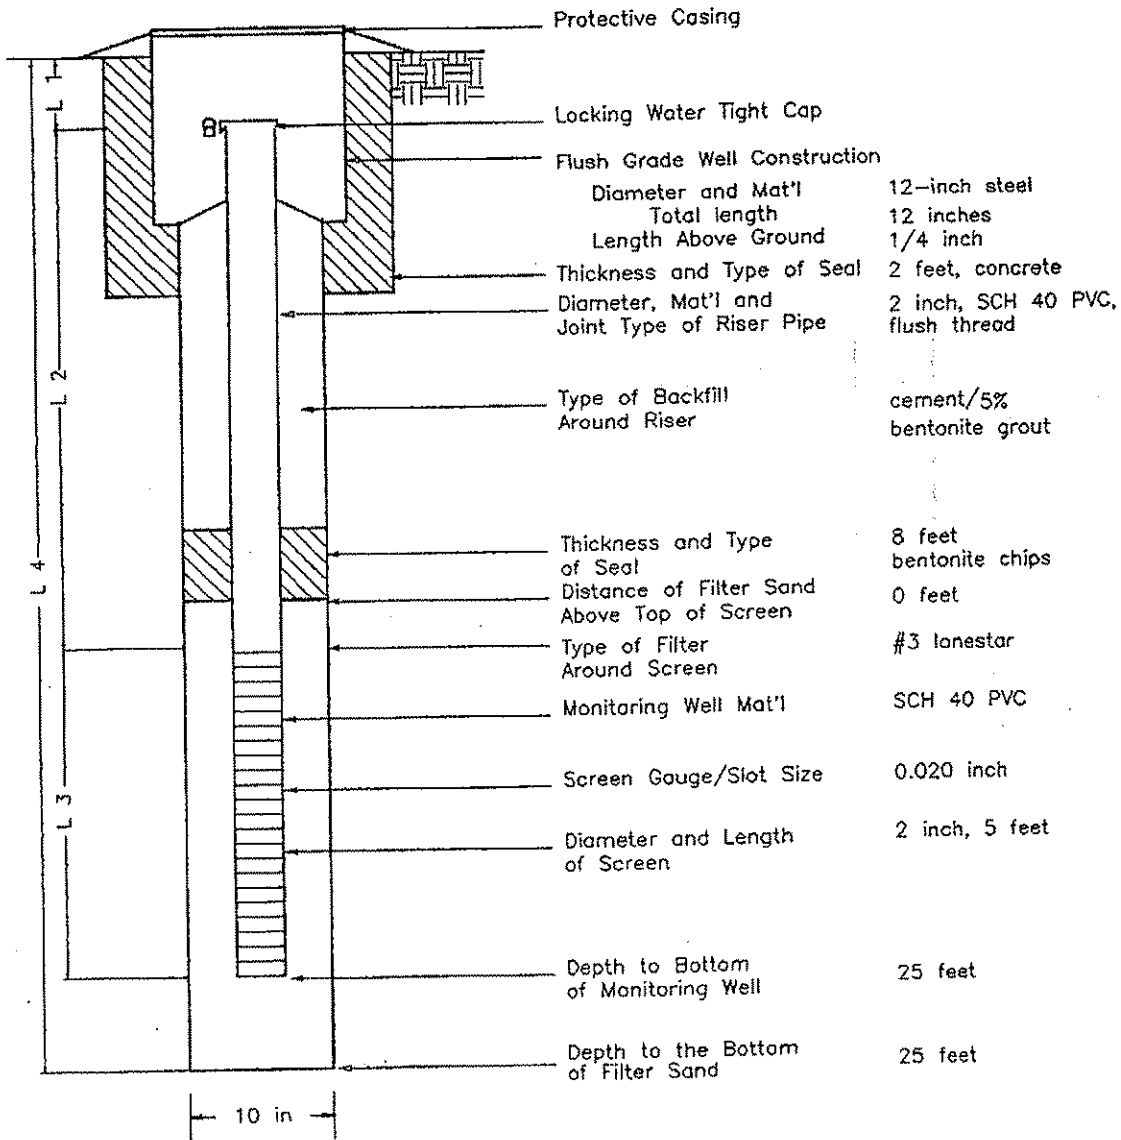 Protective Casing
Locking Water Tight Cap
Flush Grade Well Construction
Diameter and Mat'l 12-inch steel
Total length 12 inches
Length Above Ground 1/4 inch
Thickness and Type of Seal 2 feet, concrete
Diameter, Mat'l and 2 inch, SCH 40 PVC,
Joint Type of Riser Pipe flush thread
Type of Backfill cement/5%
Around Riser bentonite grout
Thickness and Type 8 feet
of Seal bentonite chips
Distance of Filter Sand
Above Top of Screen 0 feet
Type of Filter #3 lonestar
Around Screen
Monitoring Well Mat'l SCH 40 PVC
Screen Gauge/Slot Size 0.020 inch
Diameter and Length 2 inch, 5 feet
of Screen
Depth to Bottom 25 feet
of Monitoring Well
Depth to the Bottom 25 feet
of Filter Sand
L 1
L 2
L 4
L 3
10 in